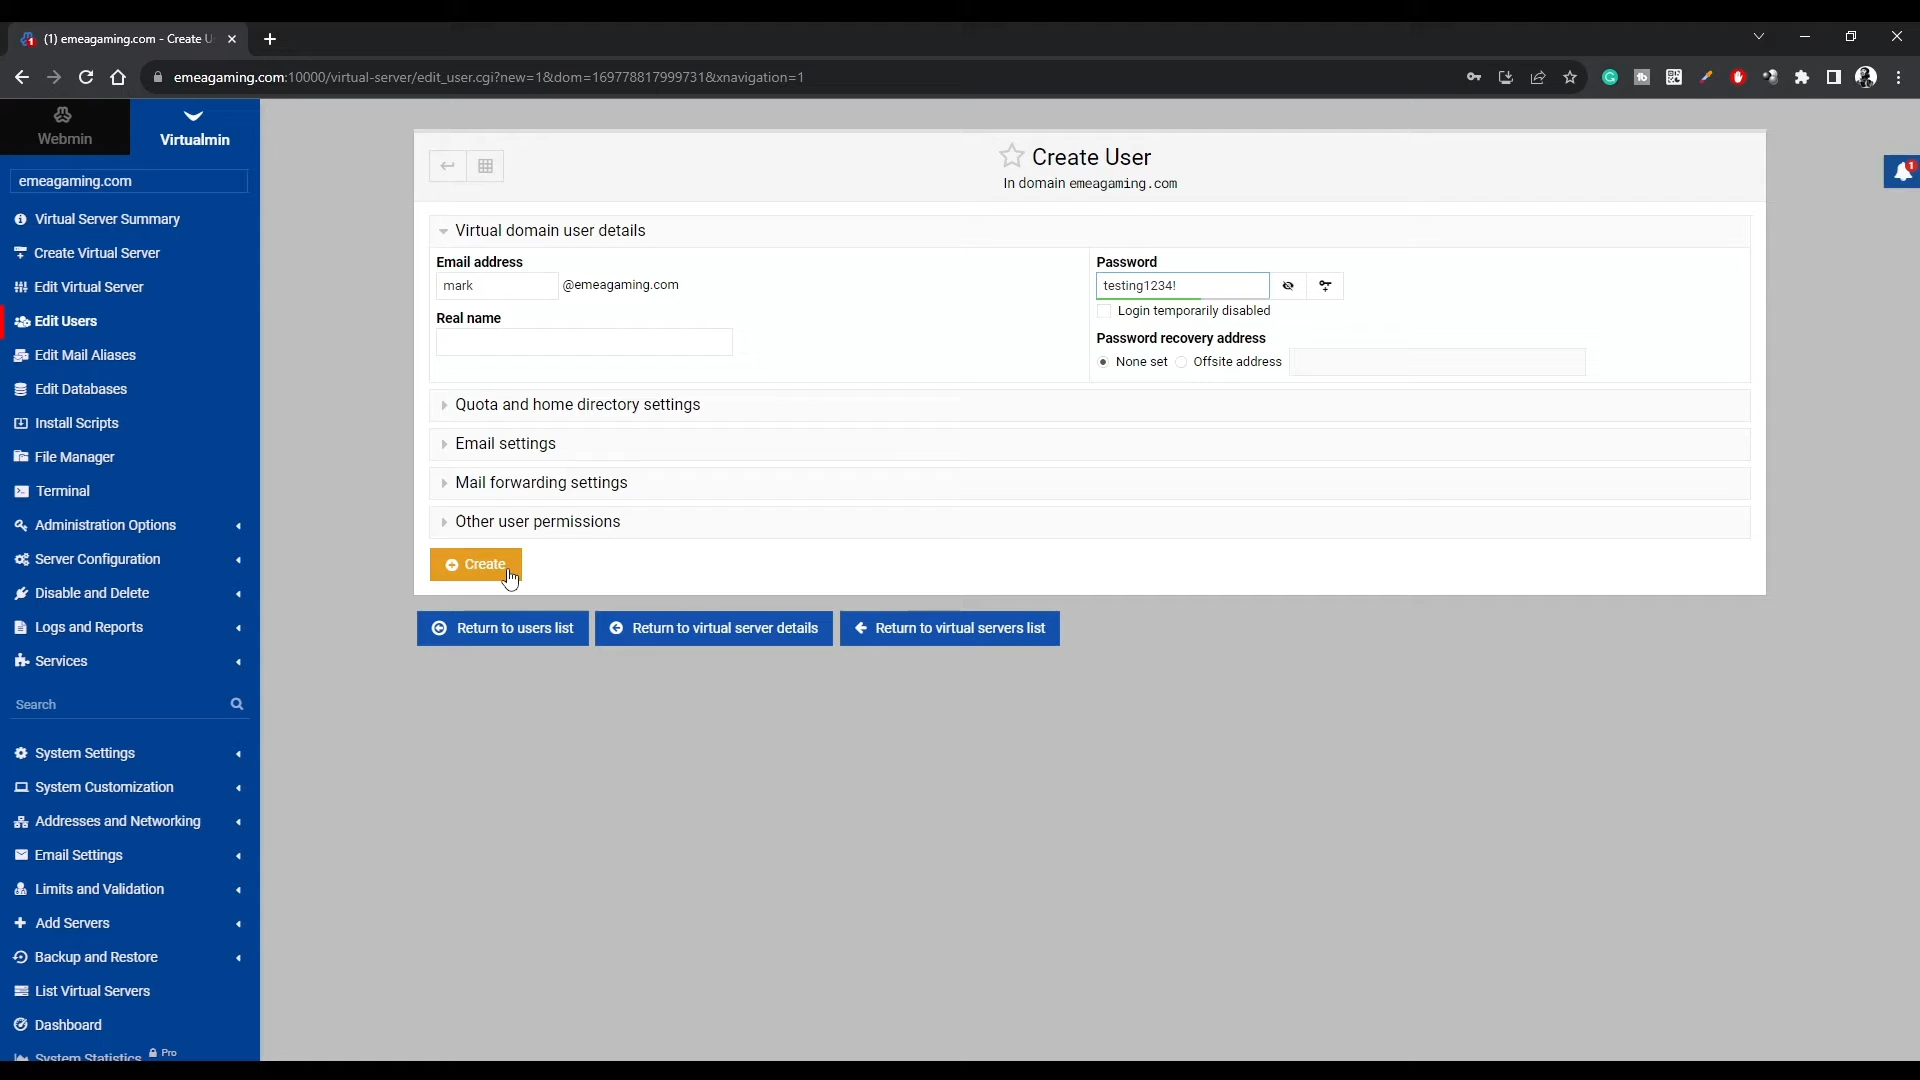 (1) emeagaming.com - Create U
emeagaming.com:10000/virtual-server/edit_user.cgi?new=1&dom=169778817999731&xnavigation=1
Webmin
Virtualmin
emeagaming.com
Virtual Server Summary
Create Virtual Server
Edit Virtual Server
Edit Users
Edit Mail Aliases
Edit Databases
Install Scripts
File Manager
Terminal
Administration Options
Server Configuration
Disable and Delete
Logs and Reports
Services
Search
System Settings
System Customization
Addresses and Networking
Email Settings
Limits and Validation
Add Servers
Backup and Restore
List Virtual Servers
Dashboard
System Statistics Pro
Create User
In domain emeagaming.com
Virtual domain user details
Email address
mark @emeagaming.com
Real name
Password
testing1234!
Login temporarily disabled
Password recovery address
None set Offsite address
Quota and home directory settings
Email settings
Mail forwarding settings
Other user permissions
Create
Return to users list Return to virtual server details Return to virtual servers list
1